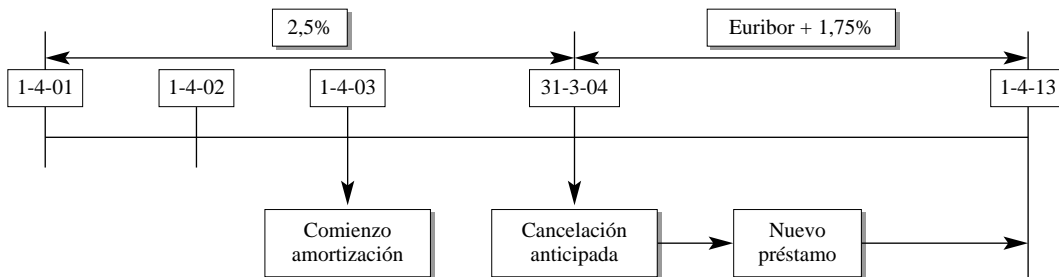 2,5%
Euribor + 1,75%
1-4-01
1-4-02
1-4-03
31-3-04
1-4-13
Comienzo
amortización
Cancelación
anticipada
Nuevo
préstamo